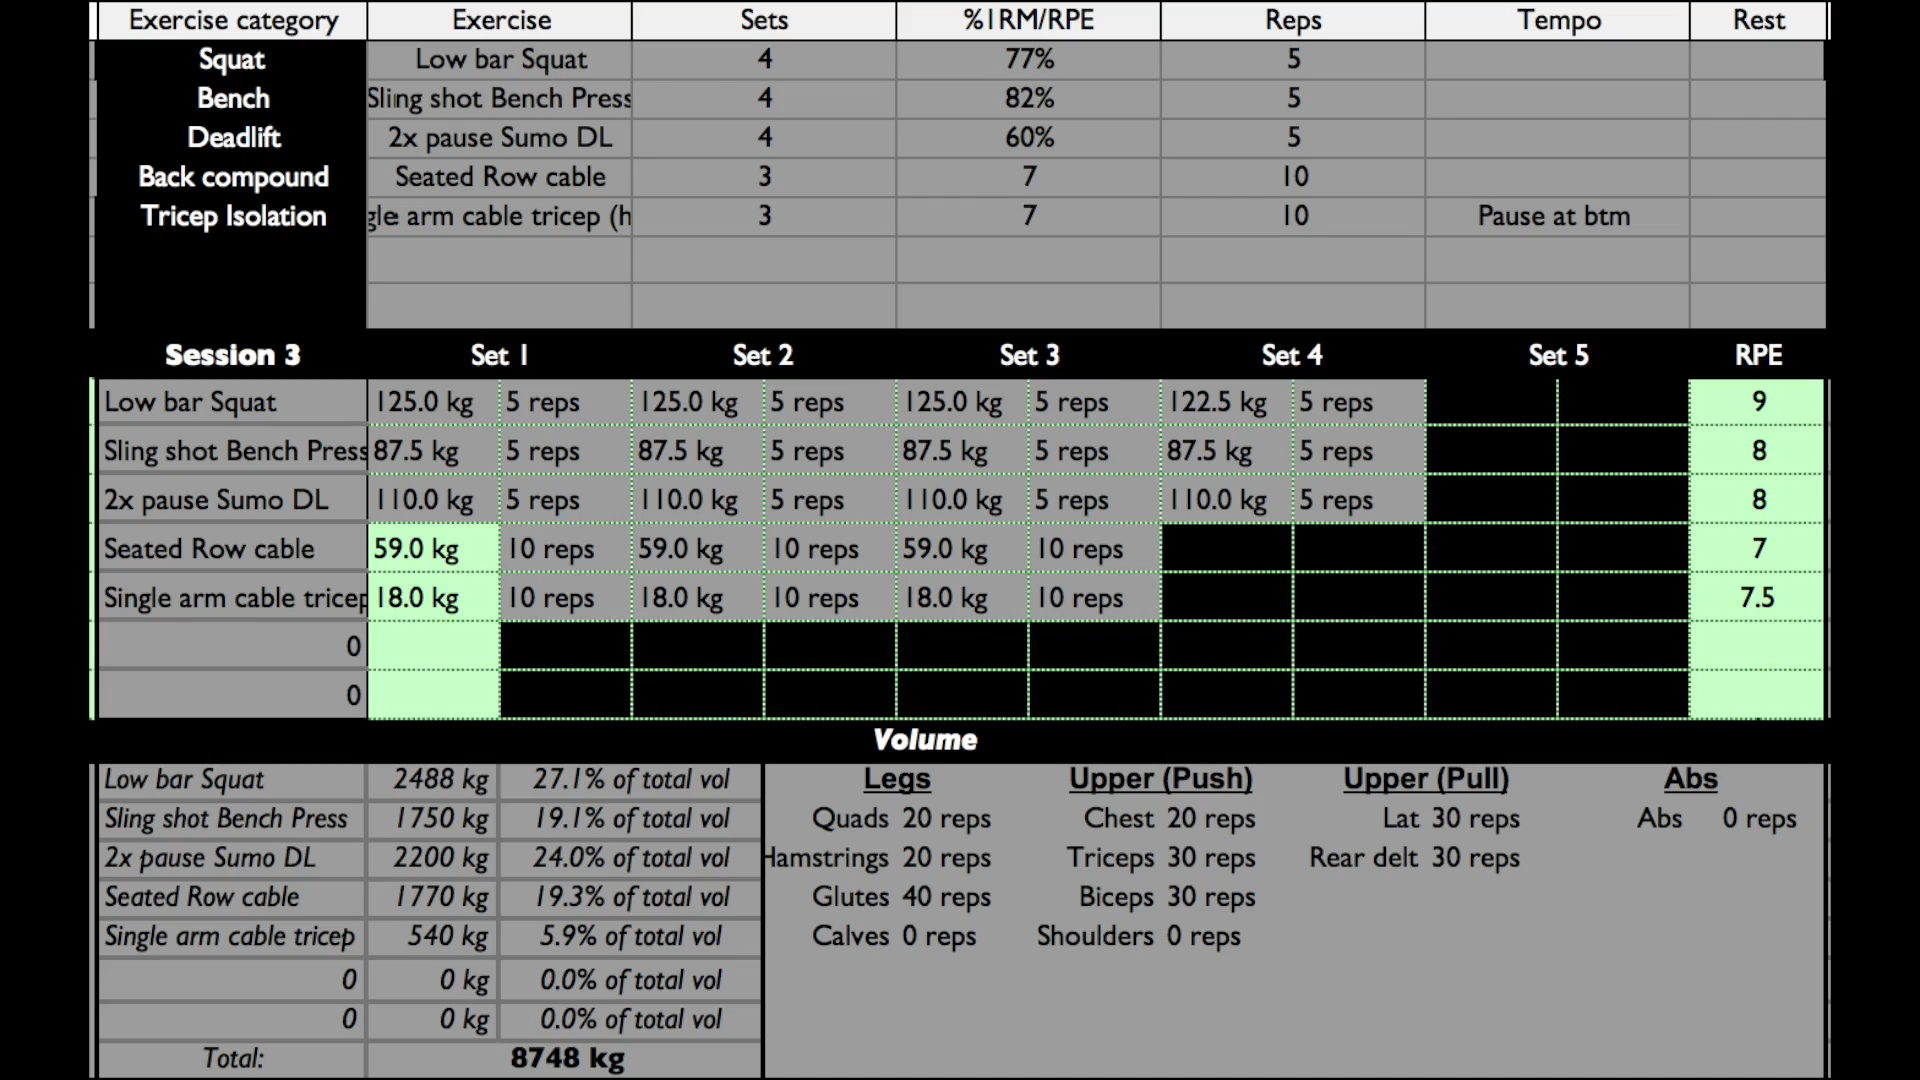 Exercise category Exercise Sets %1RM/RPE Reps Tempo Rest
Squat Low bar Squat 4 77% 5
Bench Sling shot Bench Press 4 82% 5
Deadlift 2x pause Sumo DL 4 60% 5
Back compound Seated Row cable 3 7 10
Tricep Isolation gle arm cable tricep (h 3 7 10 Pause at btm
Session 3 Set 1 Set 2 Set 3 Set 4 Set 5 RPE
Low bar Squat 125.0 kg 5 reps 125.0 kg 5 reps 125.0 kg 5 reps 122.5 kg 5 reps 9
Sling shot Bench Press 87.5 kg 5 reps 87.5 kg 5 reps 87.5 kg 5 reps 87.5 kg 5 reps 8
2x pause Sumo DL 110.0 kg 5 reps 110.0 kg 5 reps 110.0 kg 5 reps 110.0 kg 5 reps 8
Seated Row cable 59.0 kg 10 reps 59.0 kg 10 reps 59.0 kg 10 reps 7
Single arm cable tricep 18.0 kg 10 reps 18.0 kg 10 reps 18.0 kg 10 reps 7.5
0
0
Volume
Low bar Squat 2488 kg 27.1% of total vol Legs Upper (Push) Upper (Pull) Abs
Sling shot Bench Press 1750 kg 19.1% of total vol Quads 20 reps Chest 20 reps Lat 30 reps Abs 0 reps
2x pause Sumo DL 2200 kg 24.0% of total vol Hamstrings 20 reps Triceps 30 reps Rear delt 30 reps
Seated Row cable 1770 kg 19.3% of total vol Glutes 40 reps Biceps 30 reps
Single arm cable tricep 540 kg 5.9% of total vol Calves 0 reps Shoulders 0 reps
0 0 kg 0.0% of total vol
0 0 kg 0.0% of total vol
Total: 8748 kg